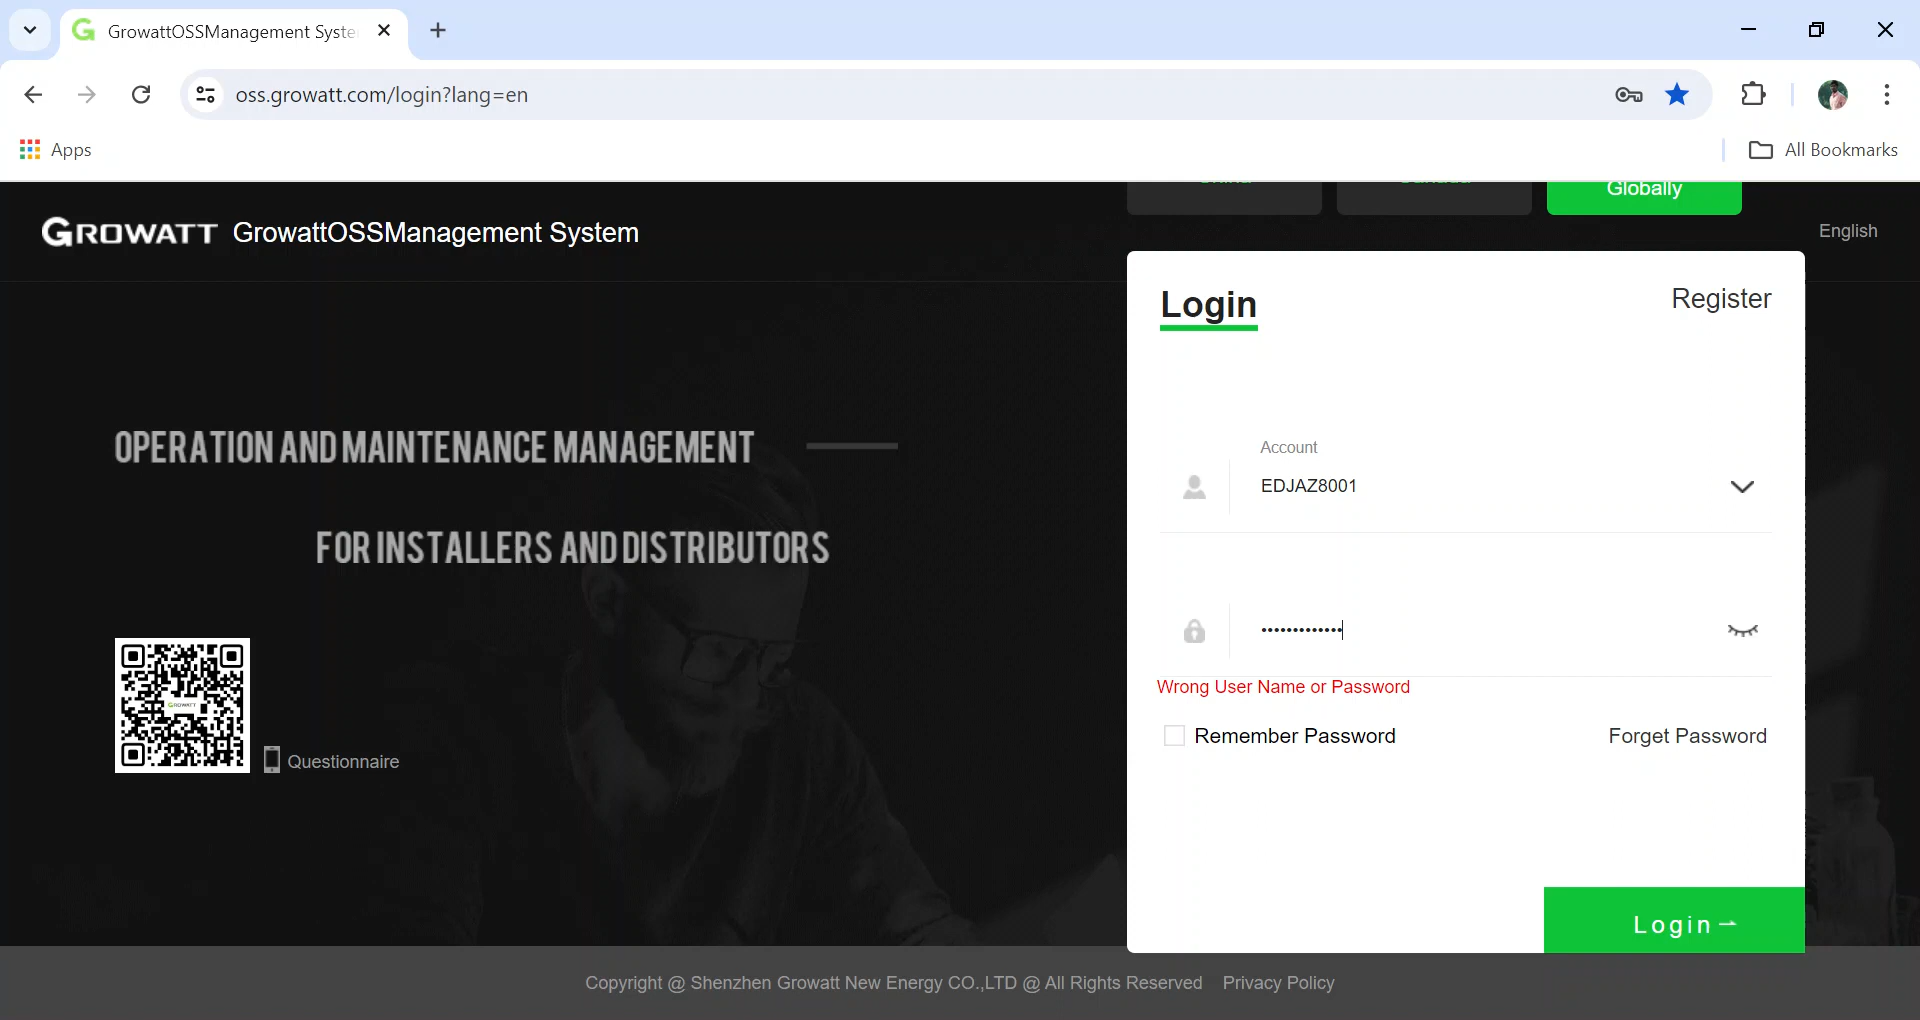 GrowattOSSManagement Syste
oss.growatt.com/login?lang=en
Apps
All Bookmarks
Globally
GROWATT GrowattOSSManagement System
English
Login
Register
OPERATION AND MAINTENANCE MANAGEMENT
FOR INSTALLERS AND DISTRIBUTORS
Account
EDJAZ8001
Wrong User Name or Password
Remember Password
Forget Password
GROWATT
Questionnaire
Login
Copyright @ Shenzhen Growatt New Energy CO.,LTD @ All Rights Reserved Privacy Policy